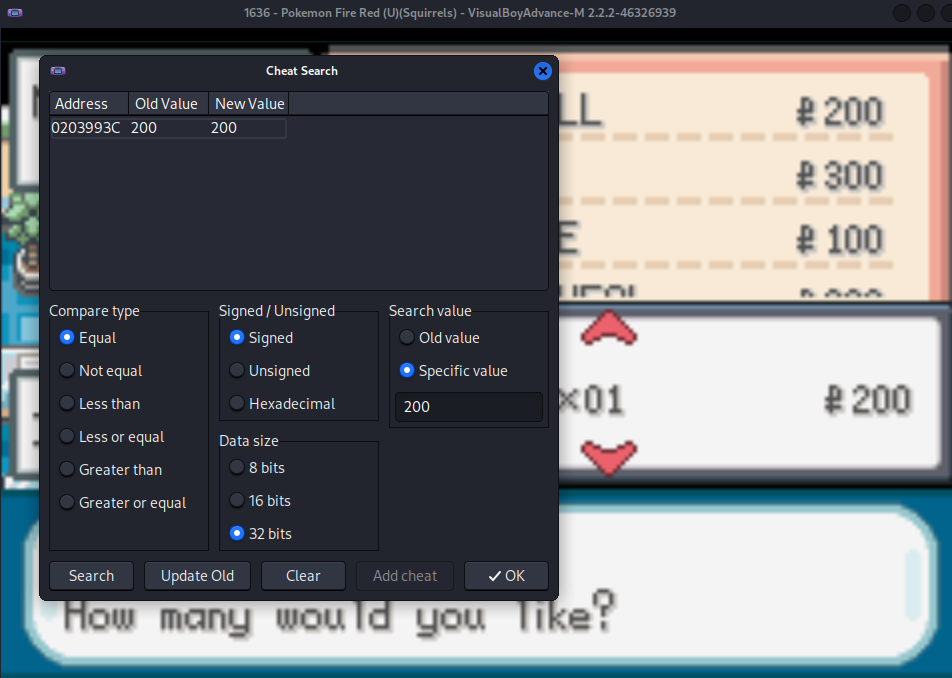 1636 - Pokemon Fire Red (U)(Squirrels) - VisualBoyAdvance-M 2.2.2-46326939
Cheat Search
Address Old Value New Value
0203993C 200 200
LL ₽ 200
₽ 300
E ₽ 100
Compare type
Equal
Not equal
Less than
Less or equal
Greater than
Greater or equal
Signed / Unsigned
Signed
Unsigned
Hexadecimal
Data size
8 bits
16 bits
32 bits
Search value
Old value
Specific value
200
×01 ₽ 200
Search Update Old Clear Add cheat OK
How many would you like?